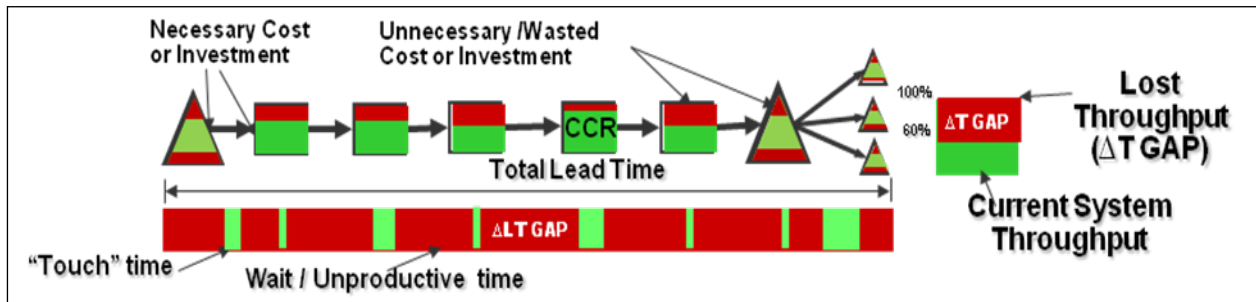 Necessary Cost
or Investment
Unnecessary /Wasted
Cost or Investment
100%
60%
Lost
Throughput
(ΔT GAP)
ΔT GAP
CCR
Total Lead Time
Current System
Throughput
ΔLT GAP
“Touch” time
Wait / Unproductive time